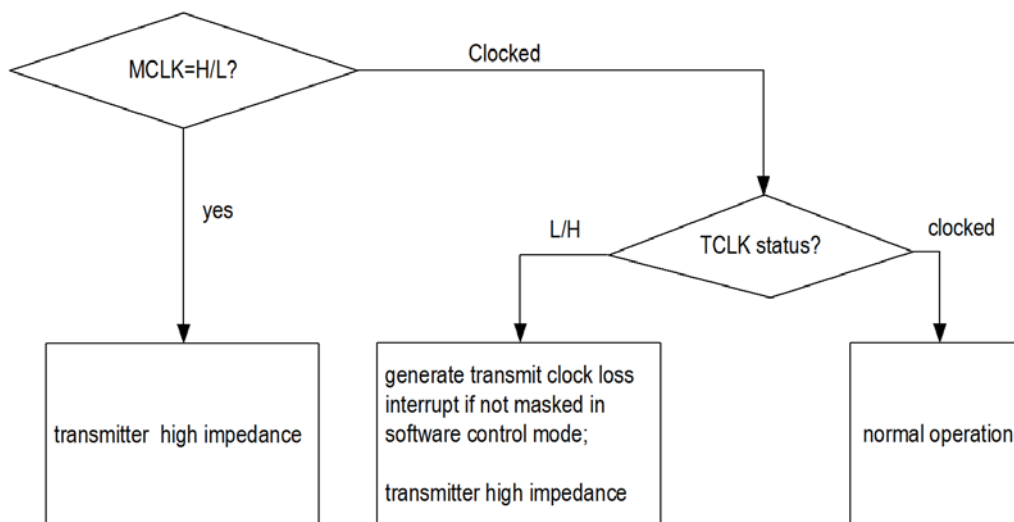 MCLK=H/L?
Clocked
yes
L/H
TCLK status?
clocked
transmitter high impedance
generate transmit clock loss
interrupt if not masked in
software control mode;
transmitter high impedance
normal operation